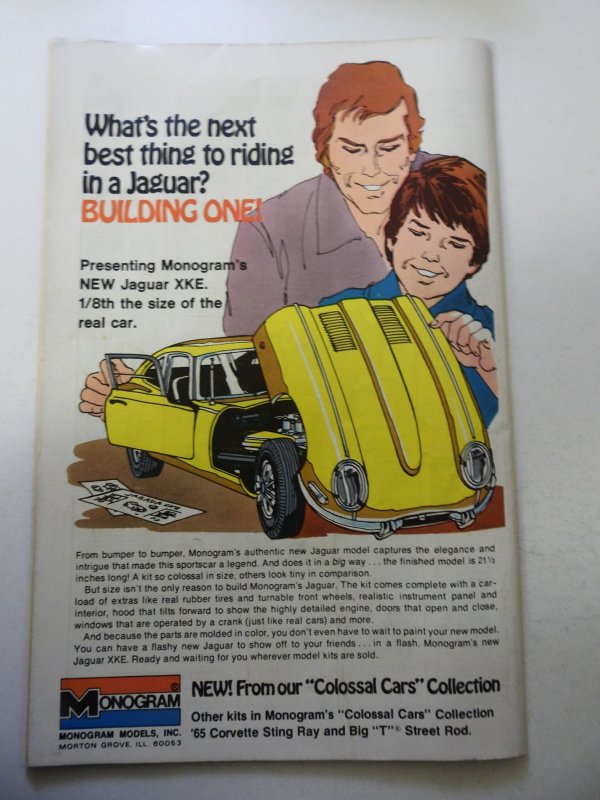 What's the next
best thing to riding
in a Jaguar?
BUILDING ONE!
Presenting Monogram's
NEW Jaguar XKE.
1/8th the size of the
real car.
JAGUAR XKE
From bumper to bumper, Monogram's authentic new Jaguar model captures the elegance and
intrigue that made this sportscar a legend. And does it in a big way . . . the finished model is 21½
inches long! A kit so colossal in size, others look tiny in comparison.
But size isn't the only reason to build Monogram's Jaguar. The kit comes complete with a car-
load of extras like real rubber tires and turnable front wheels, realistic instrument panel and
interior, hood that tilts forward to show the highly detailed engine, doors that open and close,
windows that are operated by a crank (just like real cars) and more.
And because the parts are molded in color, you don't even have to wait to paint your new model.
You can have a flashy new Jaguar to show off to your friends . . . in a flash. Monogram's new
Jaguar XKE. Ready and waiting for you wherever model kits are sold.
MONOGRAM®
MONOGRAM MODELS, INC.
MORTON GROVE, ILL. 60053
NEW! From our "Colossal Cars" Collection
Other kits in Monogram's "Colossal Cars" Collection
'65 Corvette Sting Ray and Big "T"® Street Rod.